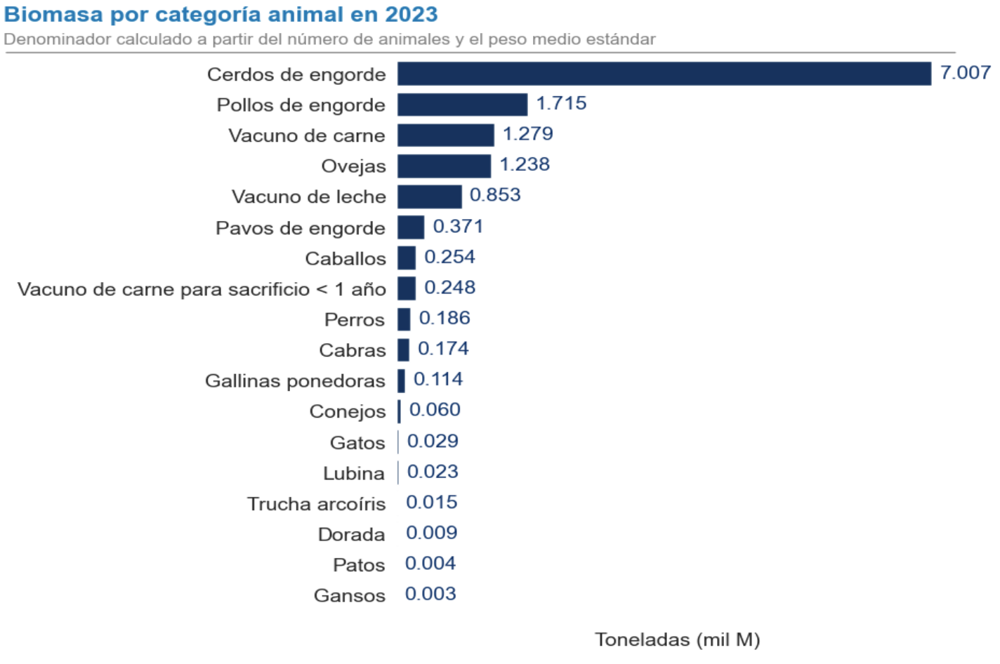 Biomasa por categoría animal en 2023
Denominador calculado a partir del número de animales y el peso medio estándar
Cerdos de engorde 7.007
Pollos de engorde 1.715
Vacuno de carne 1.279
Ovejas 1.238
Vacuno de leche 0.853
Pavos de engorde 0.371
Caballos 0.254
Vacuno de carne para sacrificio < 1 año 0.248
Perros 0.186
Cabras 0.174
Gallinas ponedoras 0.114
Conejos 0.060
Gatos 0.029
Lubina 0.023
Trucha arcoíris 0.015
Dorada 0.009
Patos 0.004
Gansos 0.003
Toneladas (mil M)